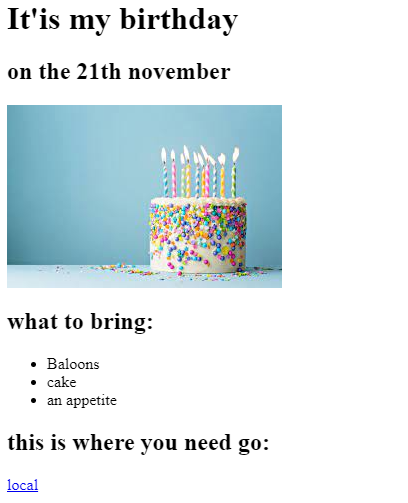 It'is my birthday
on the 21th november
what to bring:
Baloons
cake
an appetite
this is where you need go:
local